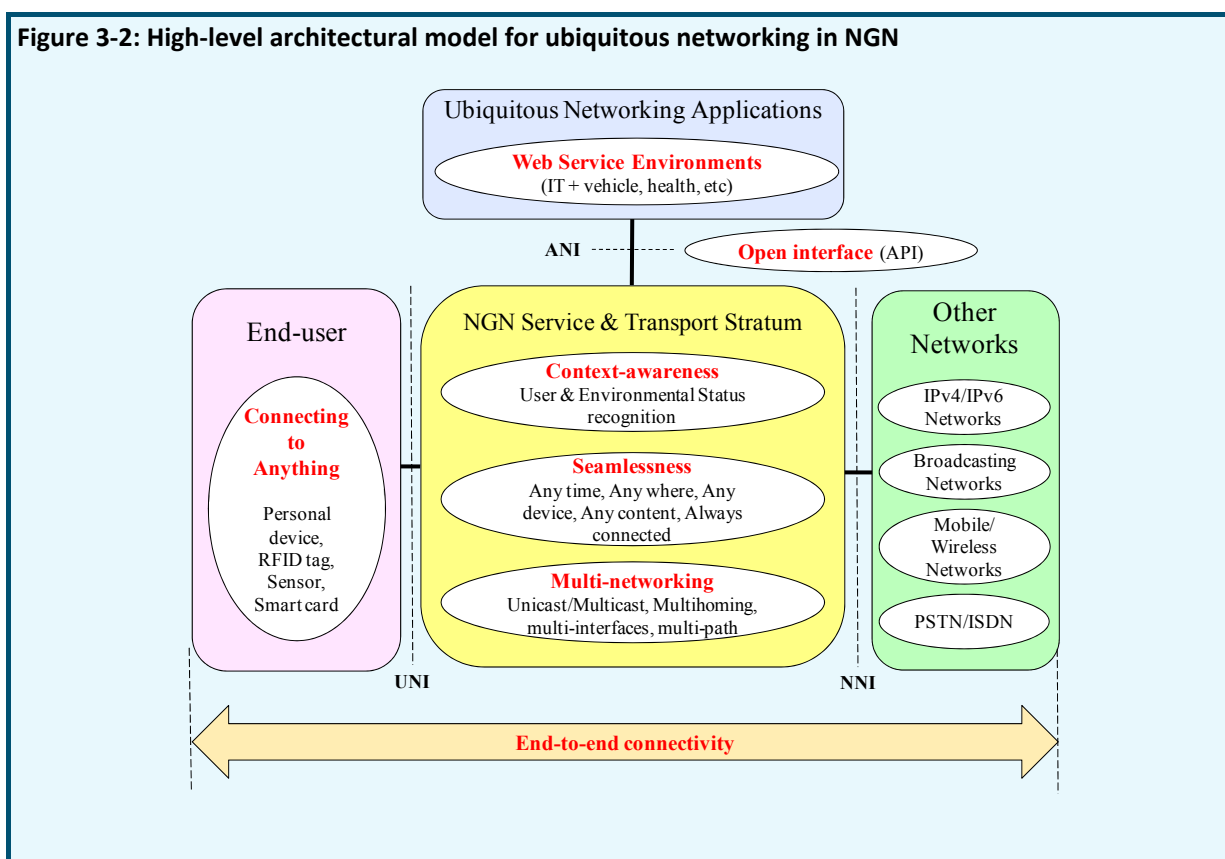 Figure 3-2: High-level architectural model for ubiquitous networking in NGN
Ubiquitous Networking Applications
Web Service Environments
(IT + vehicle, health, etc)
ANI
Open interface (API)
End-user
Connecting
to
Anything
Personal
device,
RFID tag,
Sensor,
Smart card
NGN Service & Transport Stratum
Context-awareness
User & Environmental Status
recognition
Seamlessness
Any time, Any where, Any
device, Any content, Always
connected
Multi-networking
Unicast/Multicast, Multihoming,
multi-interfaces, multi-path
Other
Networks
IPv4/IPv6
Networks
Broadcasting
Networks
Mobile/
Wireless
Networks
PSTN/ISDN
UNI
NNI
End-to-end connectivity